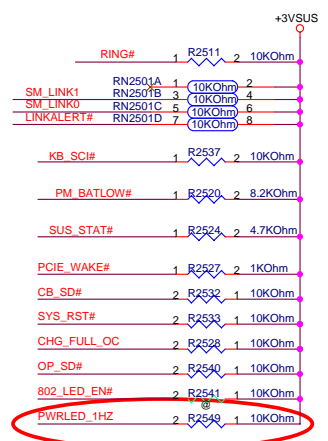 +3VSUS
RING# 1 R2511 2 10KOhm
RN2501A 1 10KOhm 2
SM_LINK1 RN2501B 3 10KOhm 4
SM_LINK0 RN2501C 5 10KOhm 6
LINKALERT# RN2501D 7 10KOhm 8
KB_SCI# 1 R2537 2 10KOhm
PM_BATLOW# 1 R2520 2 8.2KOhm
SUS_STAT# 1 R2524 2 4.7KOhm
PCIE_WAKE# 1 R2527 2 1KOhm
CB_SD# 2 R2532 1 10KOhm
SYS_RST# 2 R2533 1 10KOhm
CHG_FULL_OC 2 R2528 1 10KOhm
OP_SD# 2 R2540 1 10KOhm
802_LED_EN# 2 R2541 1 10KOhm
@
PWRLED_1HZ 2 R2549 1 10KOhm